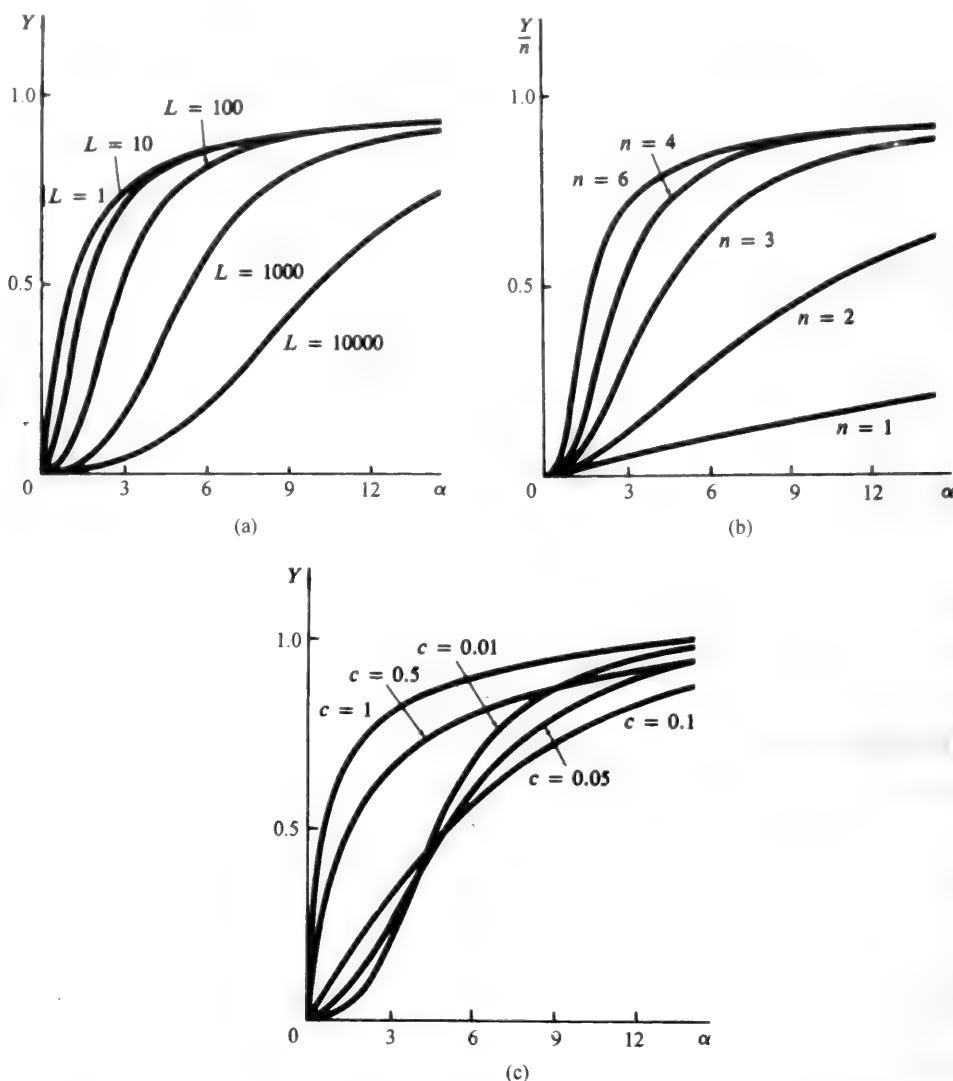 Y
1.0
0.5
0
3
6
9
12
α
L = 1
L = 10
L = 100
L = 1000
L = 10000
(a)
Y
n
1.0
0.5
0
3
6
9
12
α
n = 6
n = 4
n = 3
n = 2
n = 1
(b)
Y
1.0
0.5
0
3
6
9
12
α
c = 1
c = 0.5
c = 0.01
c = 0.1
c = 0.05
(c)